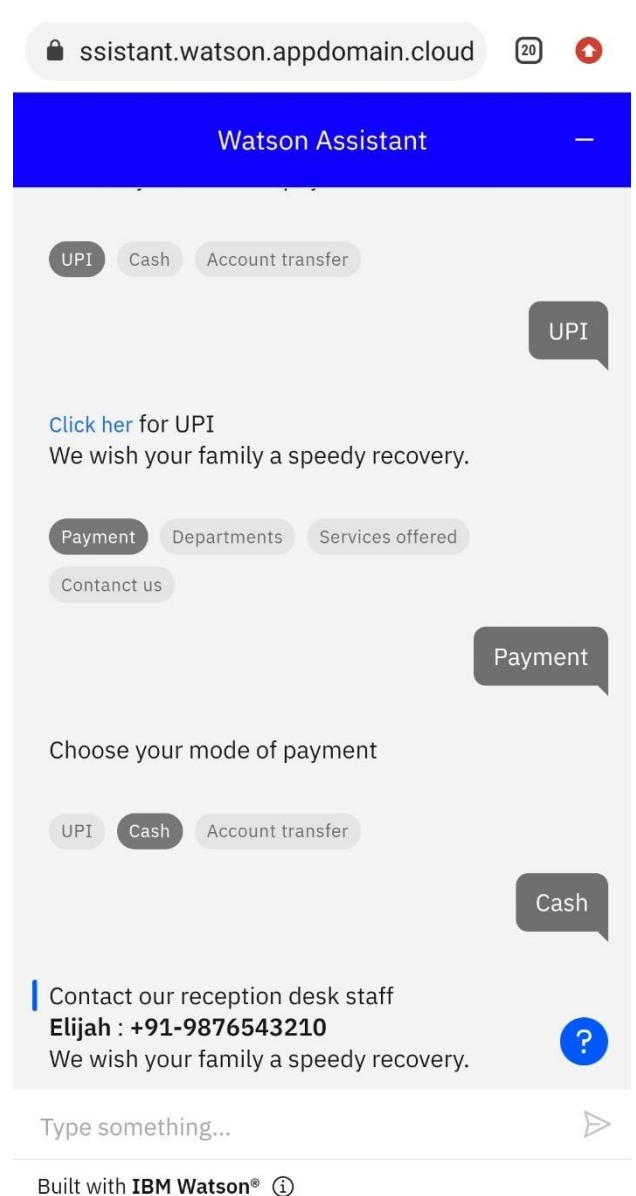 ssistant.watson.appdomain.cloud 20
Watson Assistant
UPI Cash Account transfer
UPI
Click her for UPI
We wish your family a speedy recovery.
Payment Departments Services offered
Contanct us
Payment
Choose your mode of payment
UPI Cash Account transfer
Cash
Contact our reception desk staff
Elijah : +91-9876543210
We wish your family a speedy recovery.
?
Type something...
Built with IBM Watson®